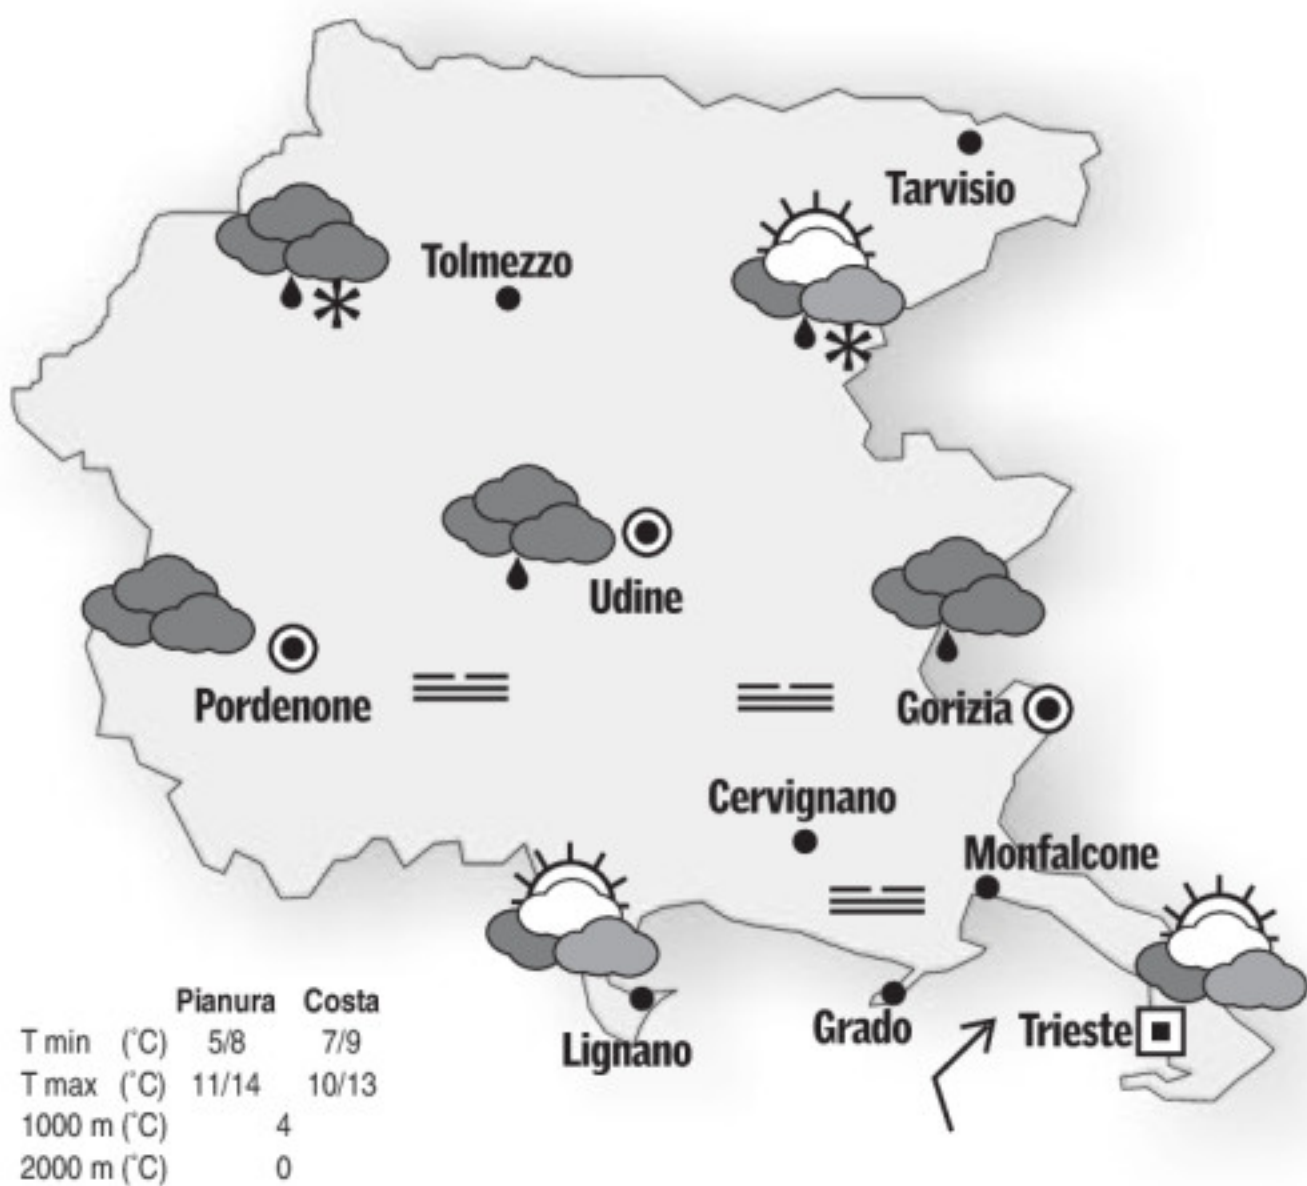 Tarvisio
Tolmezzo
Udine
Pordenone
Gorizia
Cervignano
Monfalcone
Grado
Trieste
Lignano
Pianura Costa
T min (°C) 5/8 7/9
T max (°C) 11/14 10/13
1000 m (°C) 4
2000 m (°C) 0